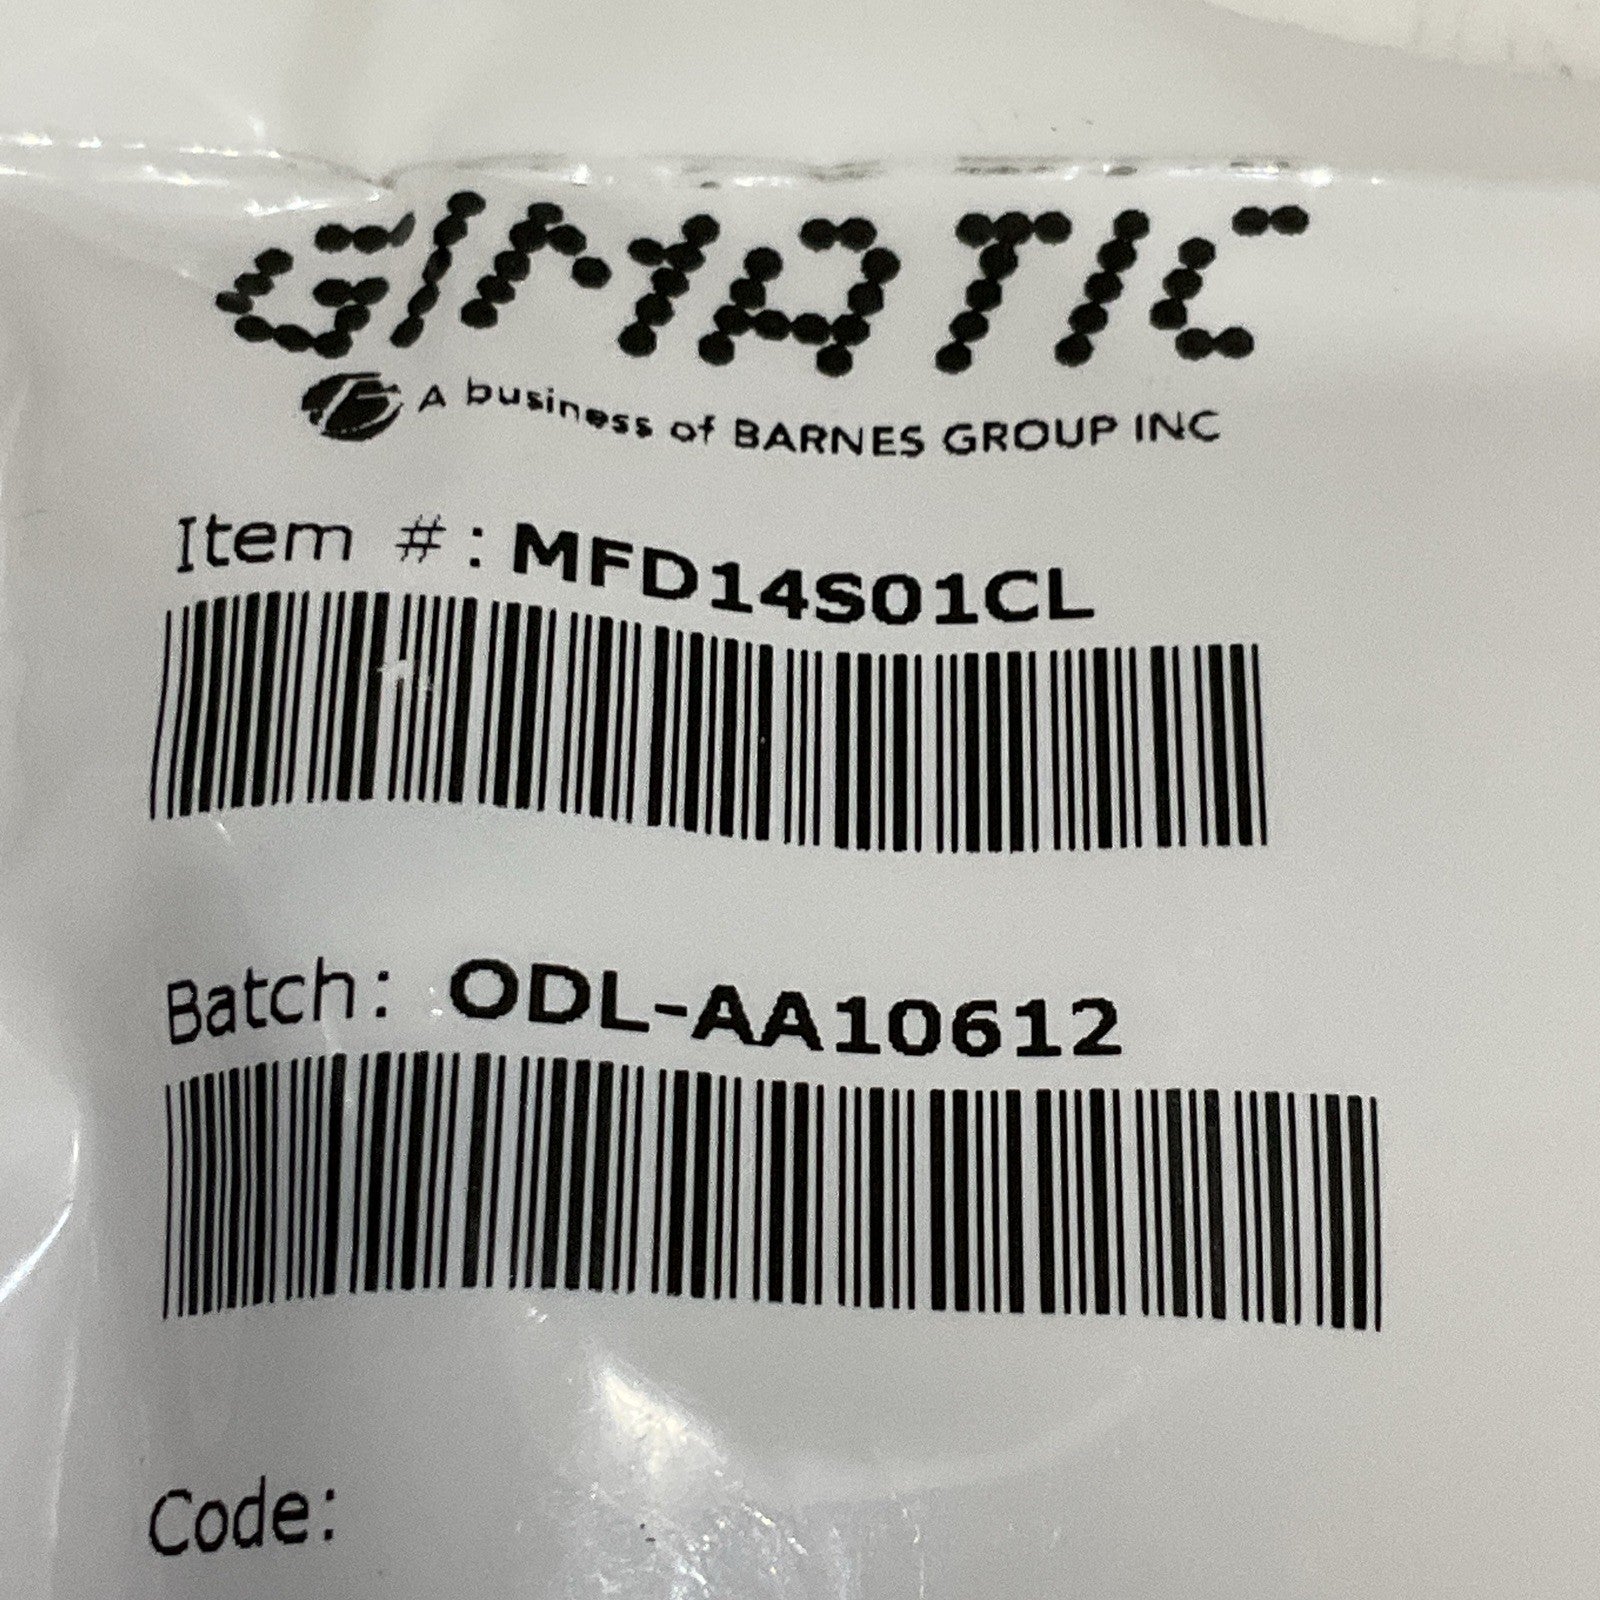 GIMATIC
A business of BARNES GROUP INC
Item #: MFD14S01CL
Batch: ODL-AA10612
Code: